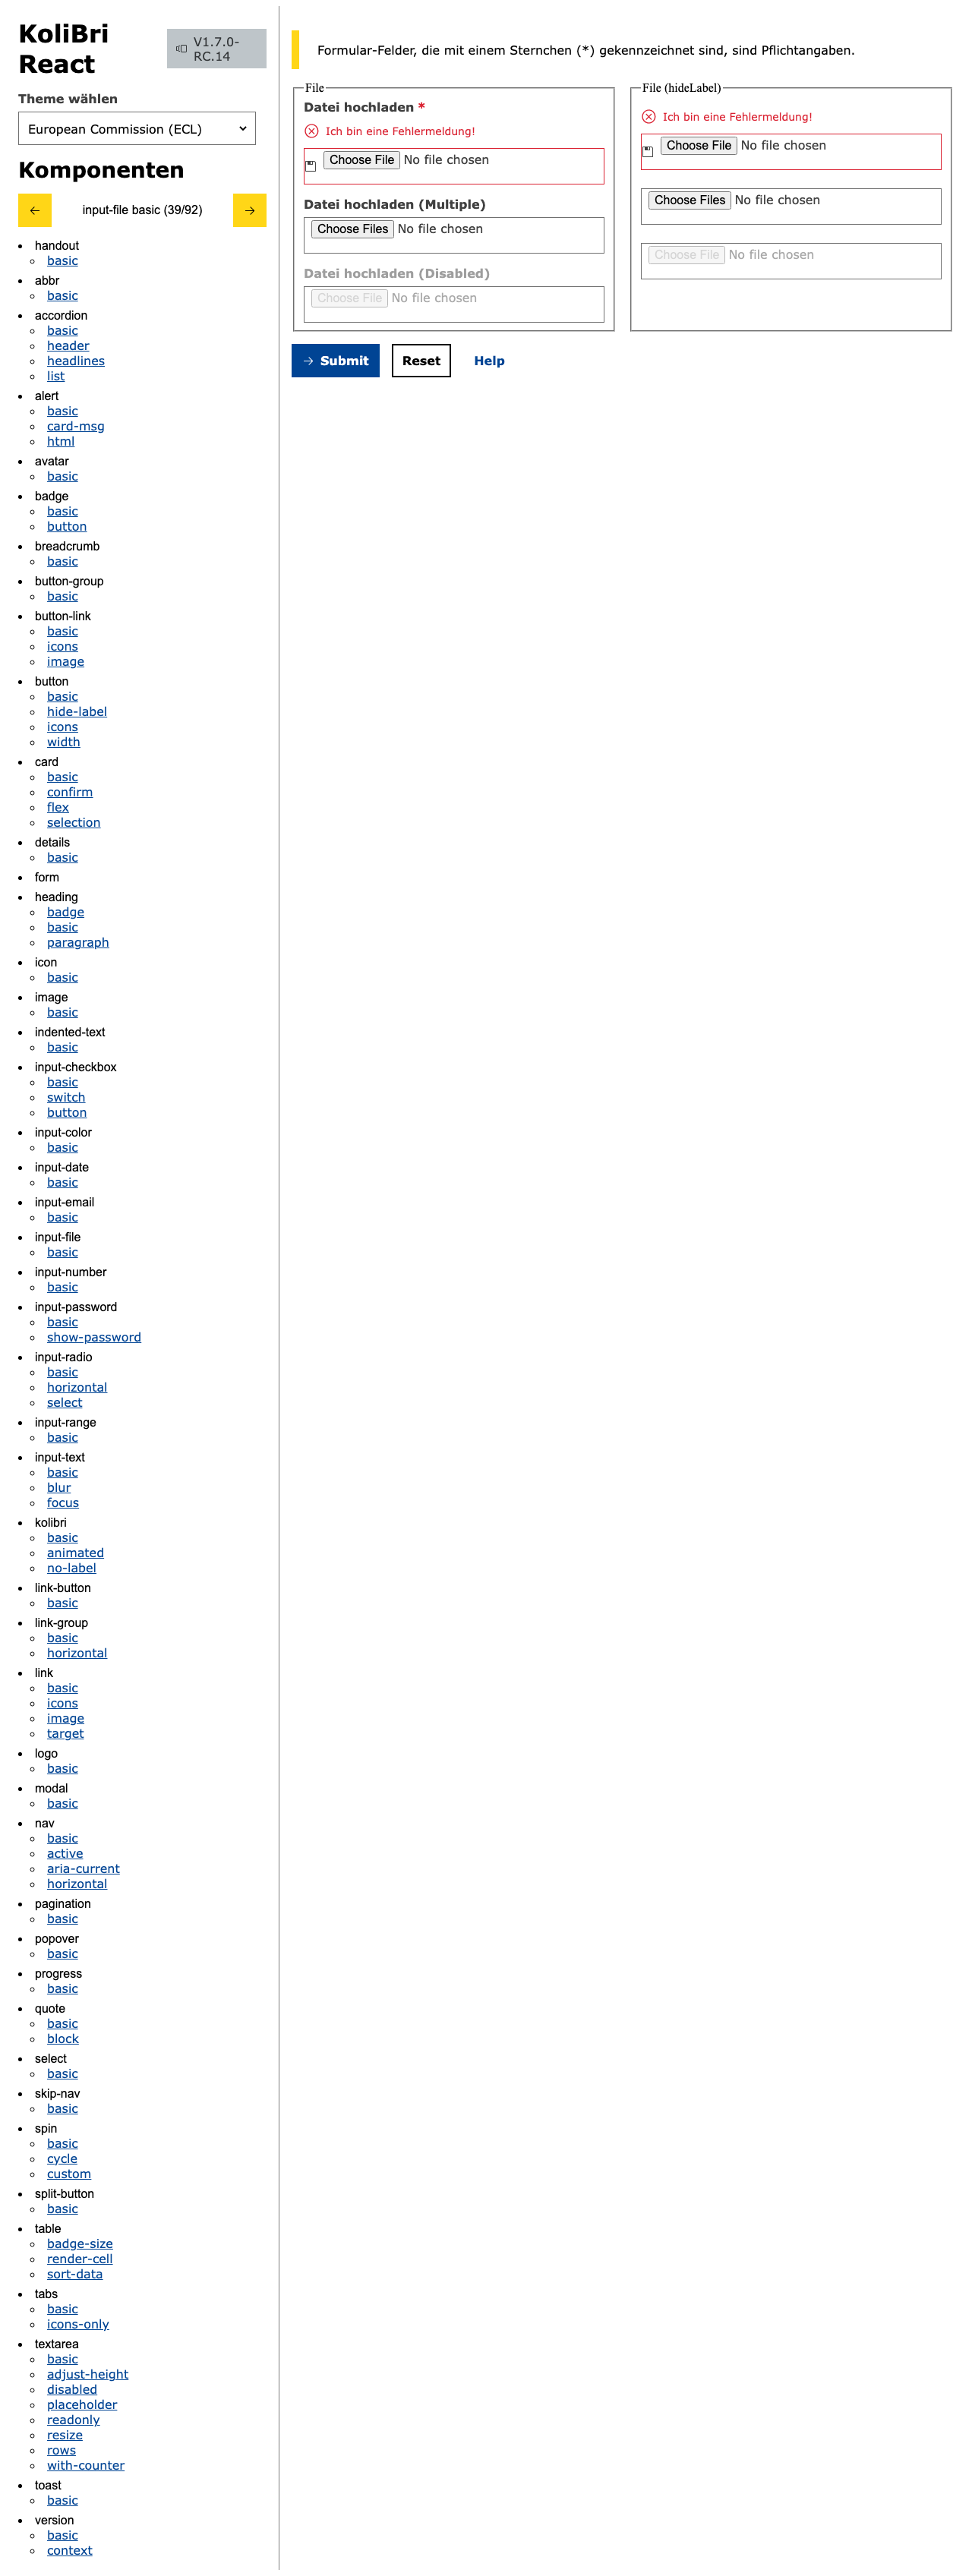 KoliBri
React
V1.7.0-
RC.14
Theme wählen
European Commission (ECL)
Komponenten
input-file basic (39/92)
handout
basic
abbr
basic
accordion
basic
header
headlines
list
alert
basic
card-msg
html
avatar
basic
badge
basic
button
breadcrumb
basic
button-group
basic
button-link
basic
icons
image
button
basic
hide-label
icons
width
card
basic
confirm
flex
selection
details
basic
form
heading
badge
basic
paragraph
icon
basic
image
basic
indented-text
basic
input-checkbox
basic
switch
button
input-color
basic
input-date
basic
input-email
basic
input-file
basic
input-number
basic
input-password
basic
show-password
input-radio
basic
horizontal
select
input-range
basic
input-text
basic
blur
focus
kolibri
basic
animated
no-label
link-button
basic
link-group
basic
horizontal
link
basic
icons
image
target
logo
basic
modal
basic
nav
basic
active
aria-current
horizontal
pagination
basic
popover
basic
progress
basic
quote
basic
block
select
basic
skip-nav
basic
spin
basic
cycle
custom
split-button
basic
table
badge-size
render-cell
sort-data
tabs
basic
icons-only
textarea
basic
adjust-height
disabled
placeholder
readonly
resize
rows
with-counter
toast
basic
version
basic
context
Formular-Felder, die mit einem Sternchen (*) gekennzeichnet sind, sind Pflichtangaben.
File
Datei hochladen *
Ich bin eine Fehlermeldung!
Choose File No file chosen
Datei hochladen (Multiple)
Choose Files No file chosen
Datei hochladen (Disabled)
Choose File No file chosen
File (hideLabel)
Ich bin eine Fehlermeldung!
Choose File No file chosen
Choose Files No file chosen
Choose File No file chosen
Submit
Reset
Help